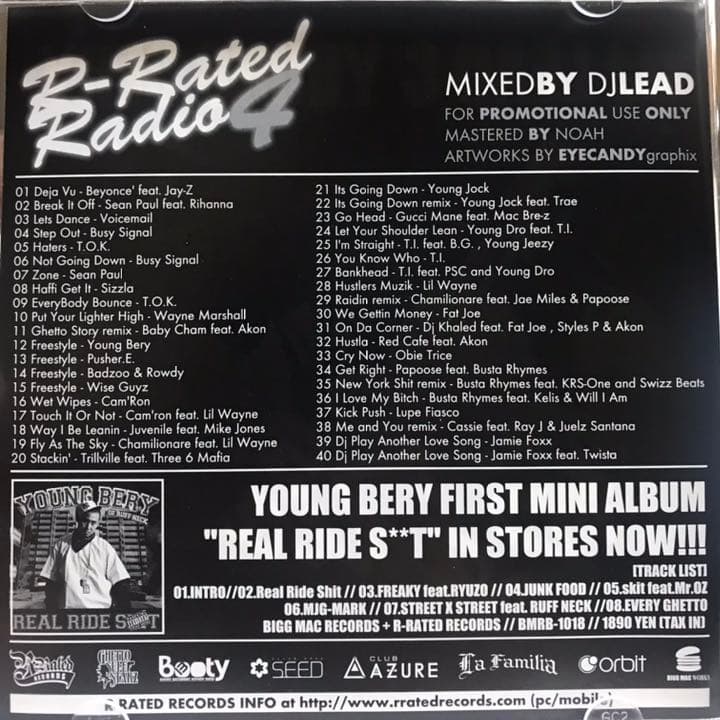 R-Rated
Radio 4
MIXEDBY DJLEAD
FOR PROMOTIONAL USE ONLY
MASTERED BY NOAH
ARTWORKS BY EYECANDYgraphix
01 Deja Vu - Beyonce' feat. Jay-Z
02 Break It Off - Sean Paul feat. Rihanna
03 Lets Dance - Voicemail
04 Step Out - Busy Signal
05 Haters - T.O.K.
06 Not Going Down - Busy Signal
07 Zone - Sean Paul
08 Haffi Get It - Sizzla
09 EveryBody Bounce - T.O.K.
10 Put Your Lighter High - Wayne Marshall
11 Ghetto Story remix - Baby Cham feat. Akon
12 Freestyle - Young Bery
13 Freestyle - Pusher.E.
14 Freestyle - Badzoo & Rowdy
15 Freestyle - Wise Guyz
16 Wet Wipes - Cam'Ron
17 Touch It Or Not - Cam'ron feat. Lil Wayne
18 Way I Be Leanin - Juvenile feat. Mike Jones
19 Fly As The Sky - Chamilionare feat. Lil Wayne
20 Stackin' - Trillville feat. Three 6 Mafia
21 Its Going Down - Young Jock
22 Its Going Down remix - Young Jock feat. Trae
23 Go Head - Gucci Mane feat. Mac Bre-z
24 Let Your Shoulder Lean - Young Dro feat. T.I.
25 I'm Straight - T.I. feat. B.G. , Young Jeezy
26 You Know Who - T.I.
27 Bankhead - T.I. feat. PSC and Young Dro
28 Hustlers Muzik - Lil Wayne
29 Raidin remix - Chamilionare feat. Jae Miles & Papoose
30 We Gettin Money - Fat Joe
31 On Da Corner - Dj Khaled feat. Fat Joe , Styles P & Akon
32 Hustla - Red Cafe feat. Akon
33 Cry Now - Obie Trice
34 Get Right - Papoose feat. Busta Rhymes
35 New York Shit remix - Busta Rhymes feat. KRS-One and Swizz Beats
36 I Love My Bitch - Busta Rhymes feat. Kelis & Will I Am
37 Kick Push - Lupe Fiasco
38 Me and You remix - Cassie feat. Ray J & Juelz Santana
39 Dj Play Another Love Song - Jamie Foxx
40 Dj Play Another Love Song - Jamie Foxx feat. Twista
YOUNG BERY
OF RUFF NECK
REAL RIDE S**T
YOUNG BERY FIRST MINI ALBUM
"REAL RIDE S**T" IN STORES NOW!!!
[TRACK LIST]
01.INTRO//02.Real Ride Shit // 03.FREAKY feat.RYUZO // 04.JUNK FOOD // 05.skit feat.Mr.OZ
06.MJG-MARK // 07.STREET X STREET feat. RUFF NECK //08.EVERY GHETTO
BIGG MAC RECORDS + R-RATED RECORDS // BMRB-1018 // 1890 YEN (TAX IN)
R-Rated
RECORDS
Booty
SEED
CLUB
AZURE
La Familia
orbit
BIGG MAC WORKS
R-RATED RECORDS INFO at http://www.rratedrecords.com (pc/mobile)